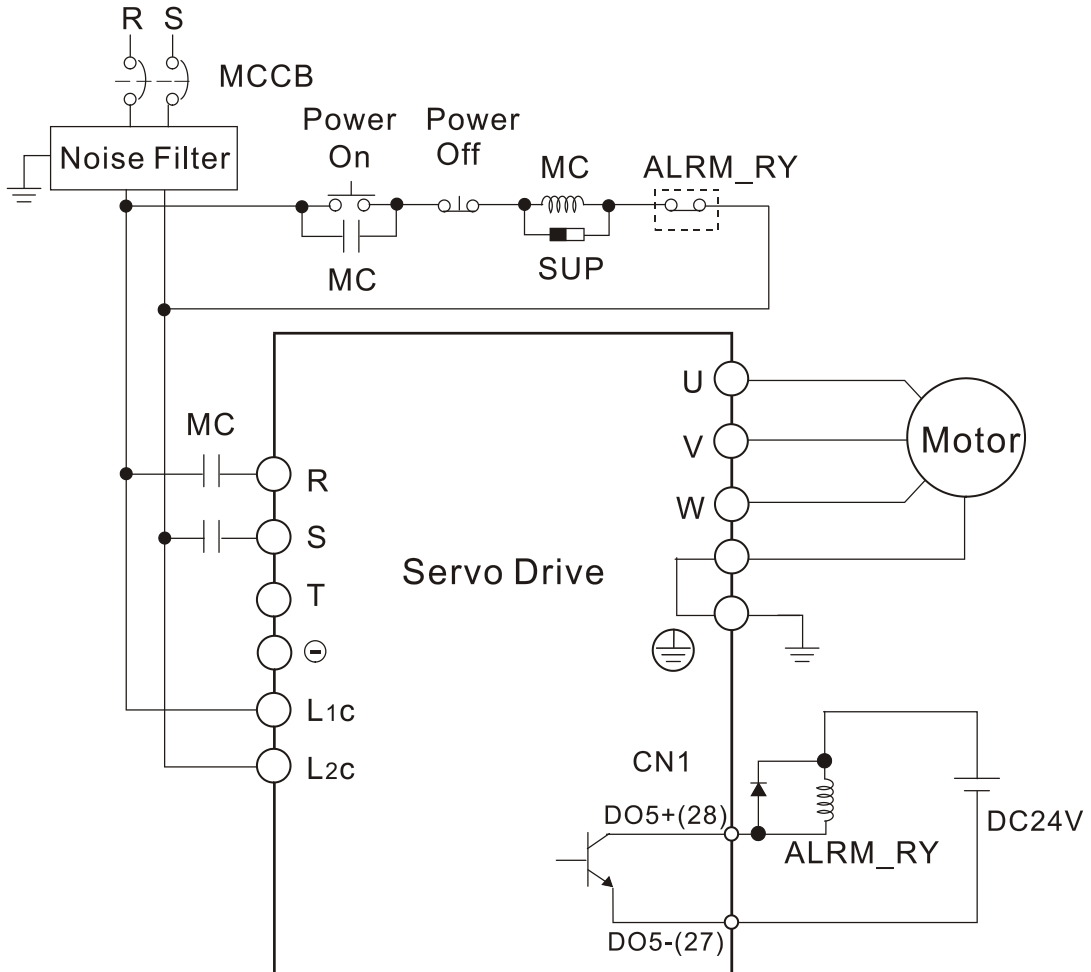 R S
MCCB
Noise Filter
Power
On
Power
Off
MC
ALRM_RY
MC
SUP
MC
R
S
T
L1c
L2c
Servo Drive
U
V
W
Motor
CN1
DO5+(28)
ALRM_RY
DC24V
DO5-(27)